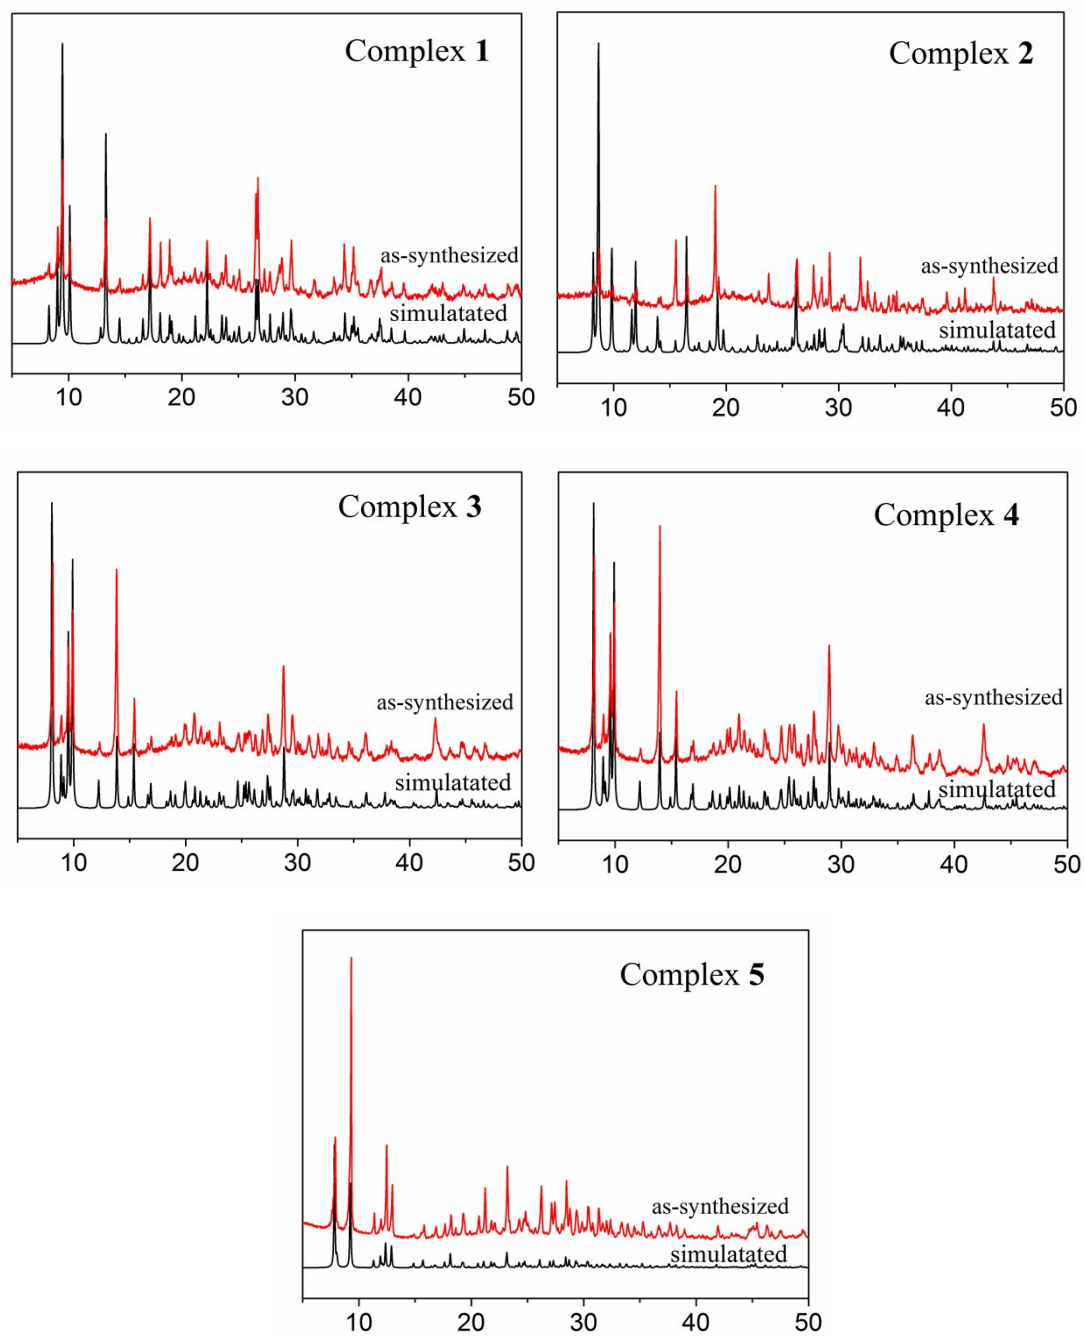 Complex 1
as-synthesized
simulatated
10 20 30 40 50
Complex 2
as-synthesized
simulatated
10 20 30 40 50
Complex 3
as-synthesized
simulatated
10 20 30 40 50
Complex 4
as-synthesized
simulatated
10 20 30 40 50
Complex 5
as-synthesized
simulatated
10 20 30 40 50